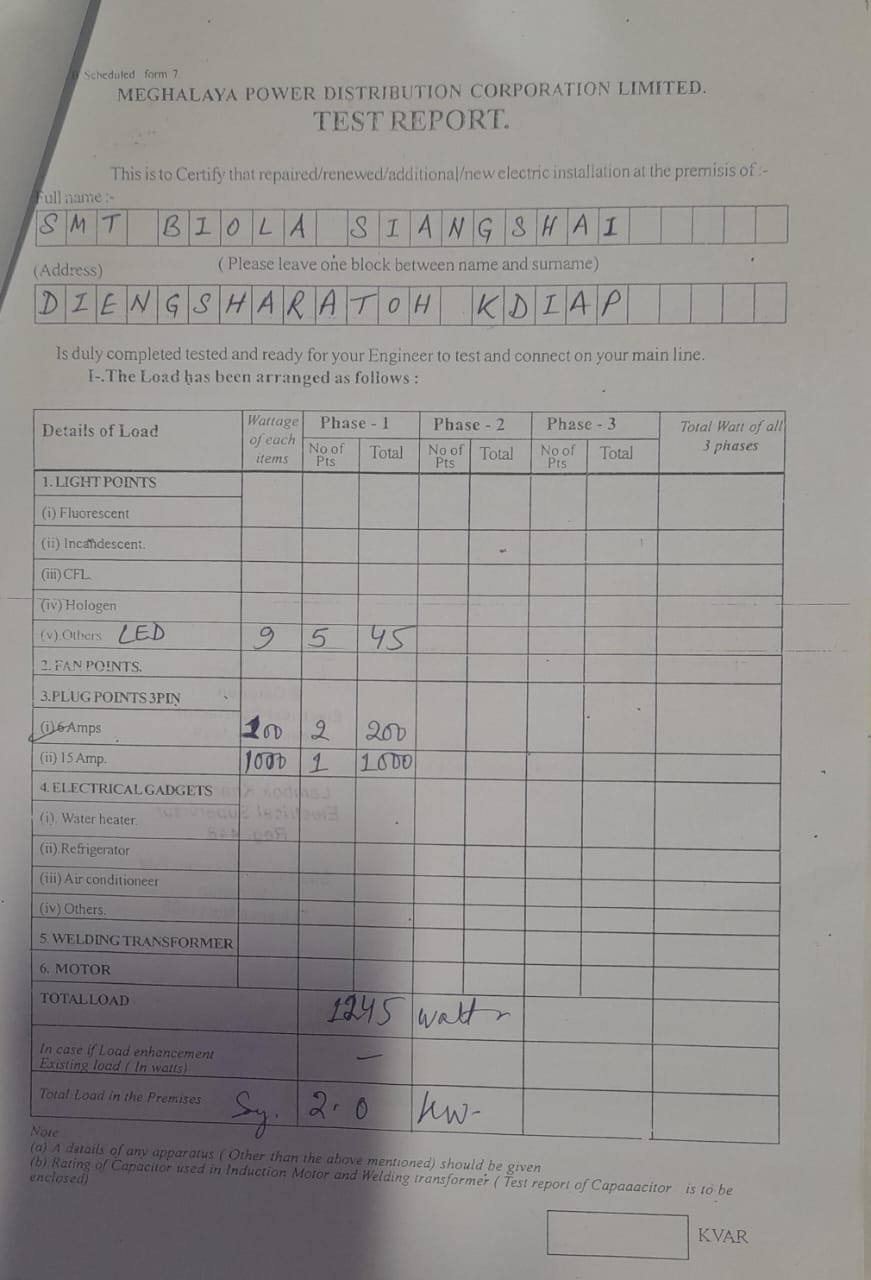 B Scheduled form 7.
MEGHALAYA POWER DISTRIBUTION CORPORATION LIMITED.
TEST REPORT.
This is to Certify that repaired/renewed/additional/new electric installation at the premisis of :-
Full name :-
SMT BIOLA SIANGSHAI
(Address) ( Please leave one block between name and surname)
DIENGSHARATOH KDIAP
Is duly completed tested and ready for your Engineer to test and connect on your main line.
I-.The Load has been arranged as follows :
Details of Load Wattage of each items Phase - 1 Phase - 2 Phase - 3 Total Watt of all 3 phases
No of Pts Total No of Pts Total No of Pts Total
1. LIGHT POINTS
(i) Fluorescent
(ii) Incandescent.
(iii) CFL.
(iv) Hologen
(v) Others LED 9 5 45
2. FAN POINTS.
3.PLUG POINTS 3PIN
(i) 6 Amps 100 2 200
(ii) 15 Amp. 1000 1 1000
4. ELECTRICAL GADGETS
(i). Water heater.
(ii) Refrigerator
(iii) Air conditioneer
(iv) Others.
5 WELDING TRANSFORMER
6. MOTOR
TOTAL LOAD 1245 watt
In case if Load enhancement
Existing load ( In watts) —
Total Load in the Premises Sy. 2.0 kw-
Note
(a) A details of any apparatus ( Other than the above mentioned) should be given
(b) Rating of Capacitor used in Induction Motor and Welding transformer ( Test report of Capaaacitor is to be
enclosed)
KVAR